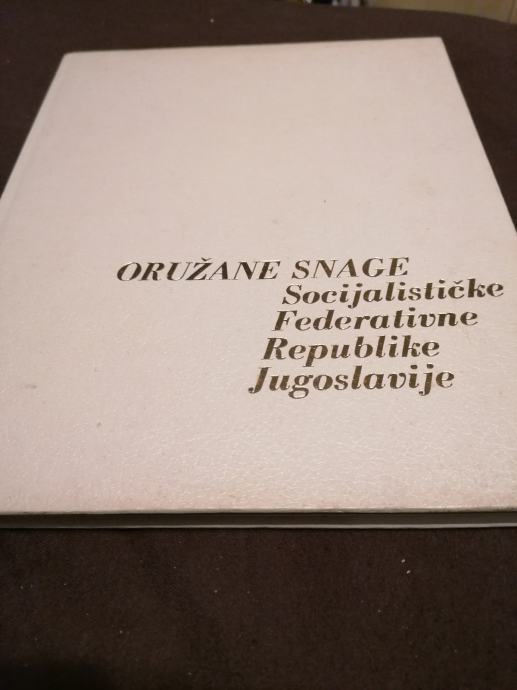 ORUŽANE SNAGE
Socijalističke
Federativne
Republike
Jugoslavije